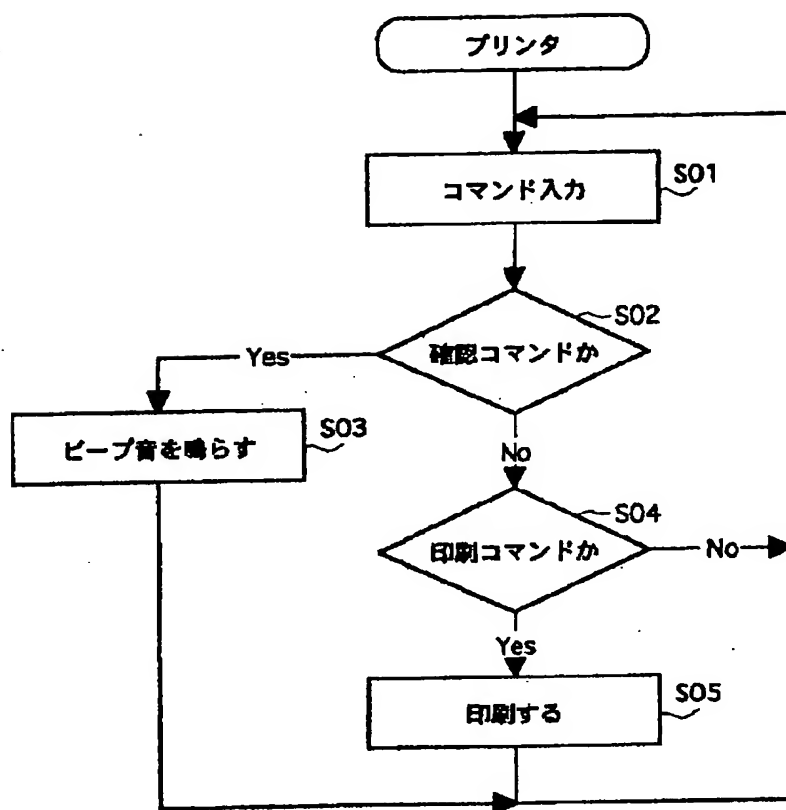 プリンタ
コマンド入力
S01
確認コマンドか
S02
Yes
No
ビープ音を鳴らす
S03
印刷コマンドか
S04
No
Yes
印刷する
S05